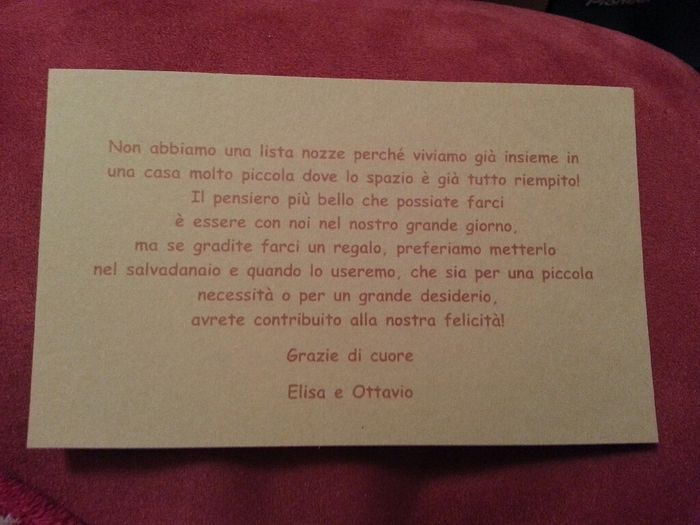 Non abbiamo una lista nozze perché viviamo già insieme in
una casa molto piccola dove lo spazio è già tutto riempito!
Il pensiero più bello che possiate farci
è essere con noi nel nostro grande giorno,
ma se gradite farci un regalo, preferiamo metterlo
nel salvadanaio e quando lo useremo, che sia per una piccola
necessità o per un grande desiderio,
avrete contribuito alla nostra felicità!
Grazie di cuore
Elisa e Ottavio